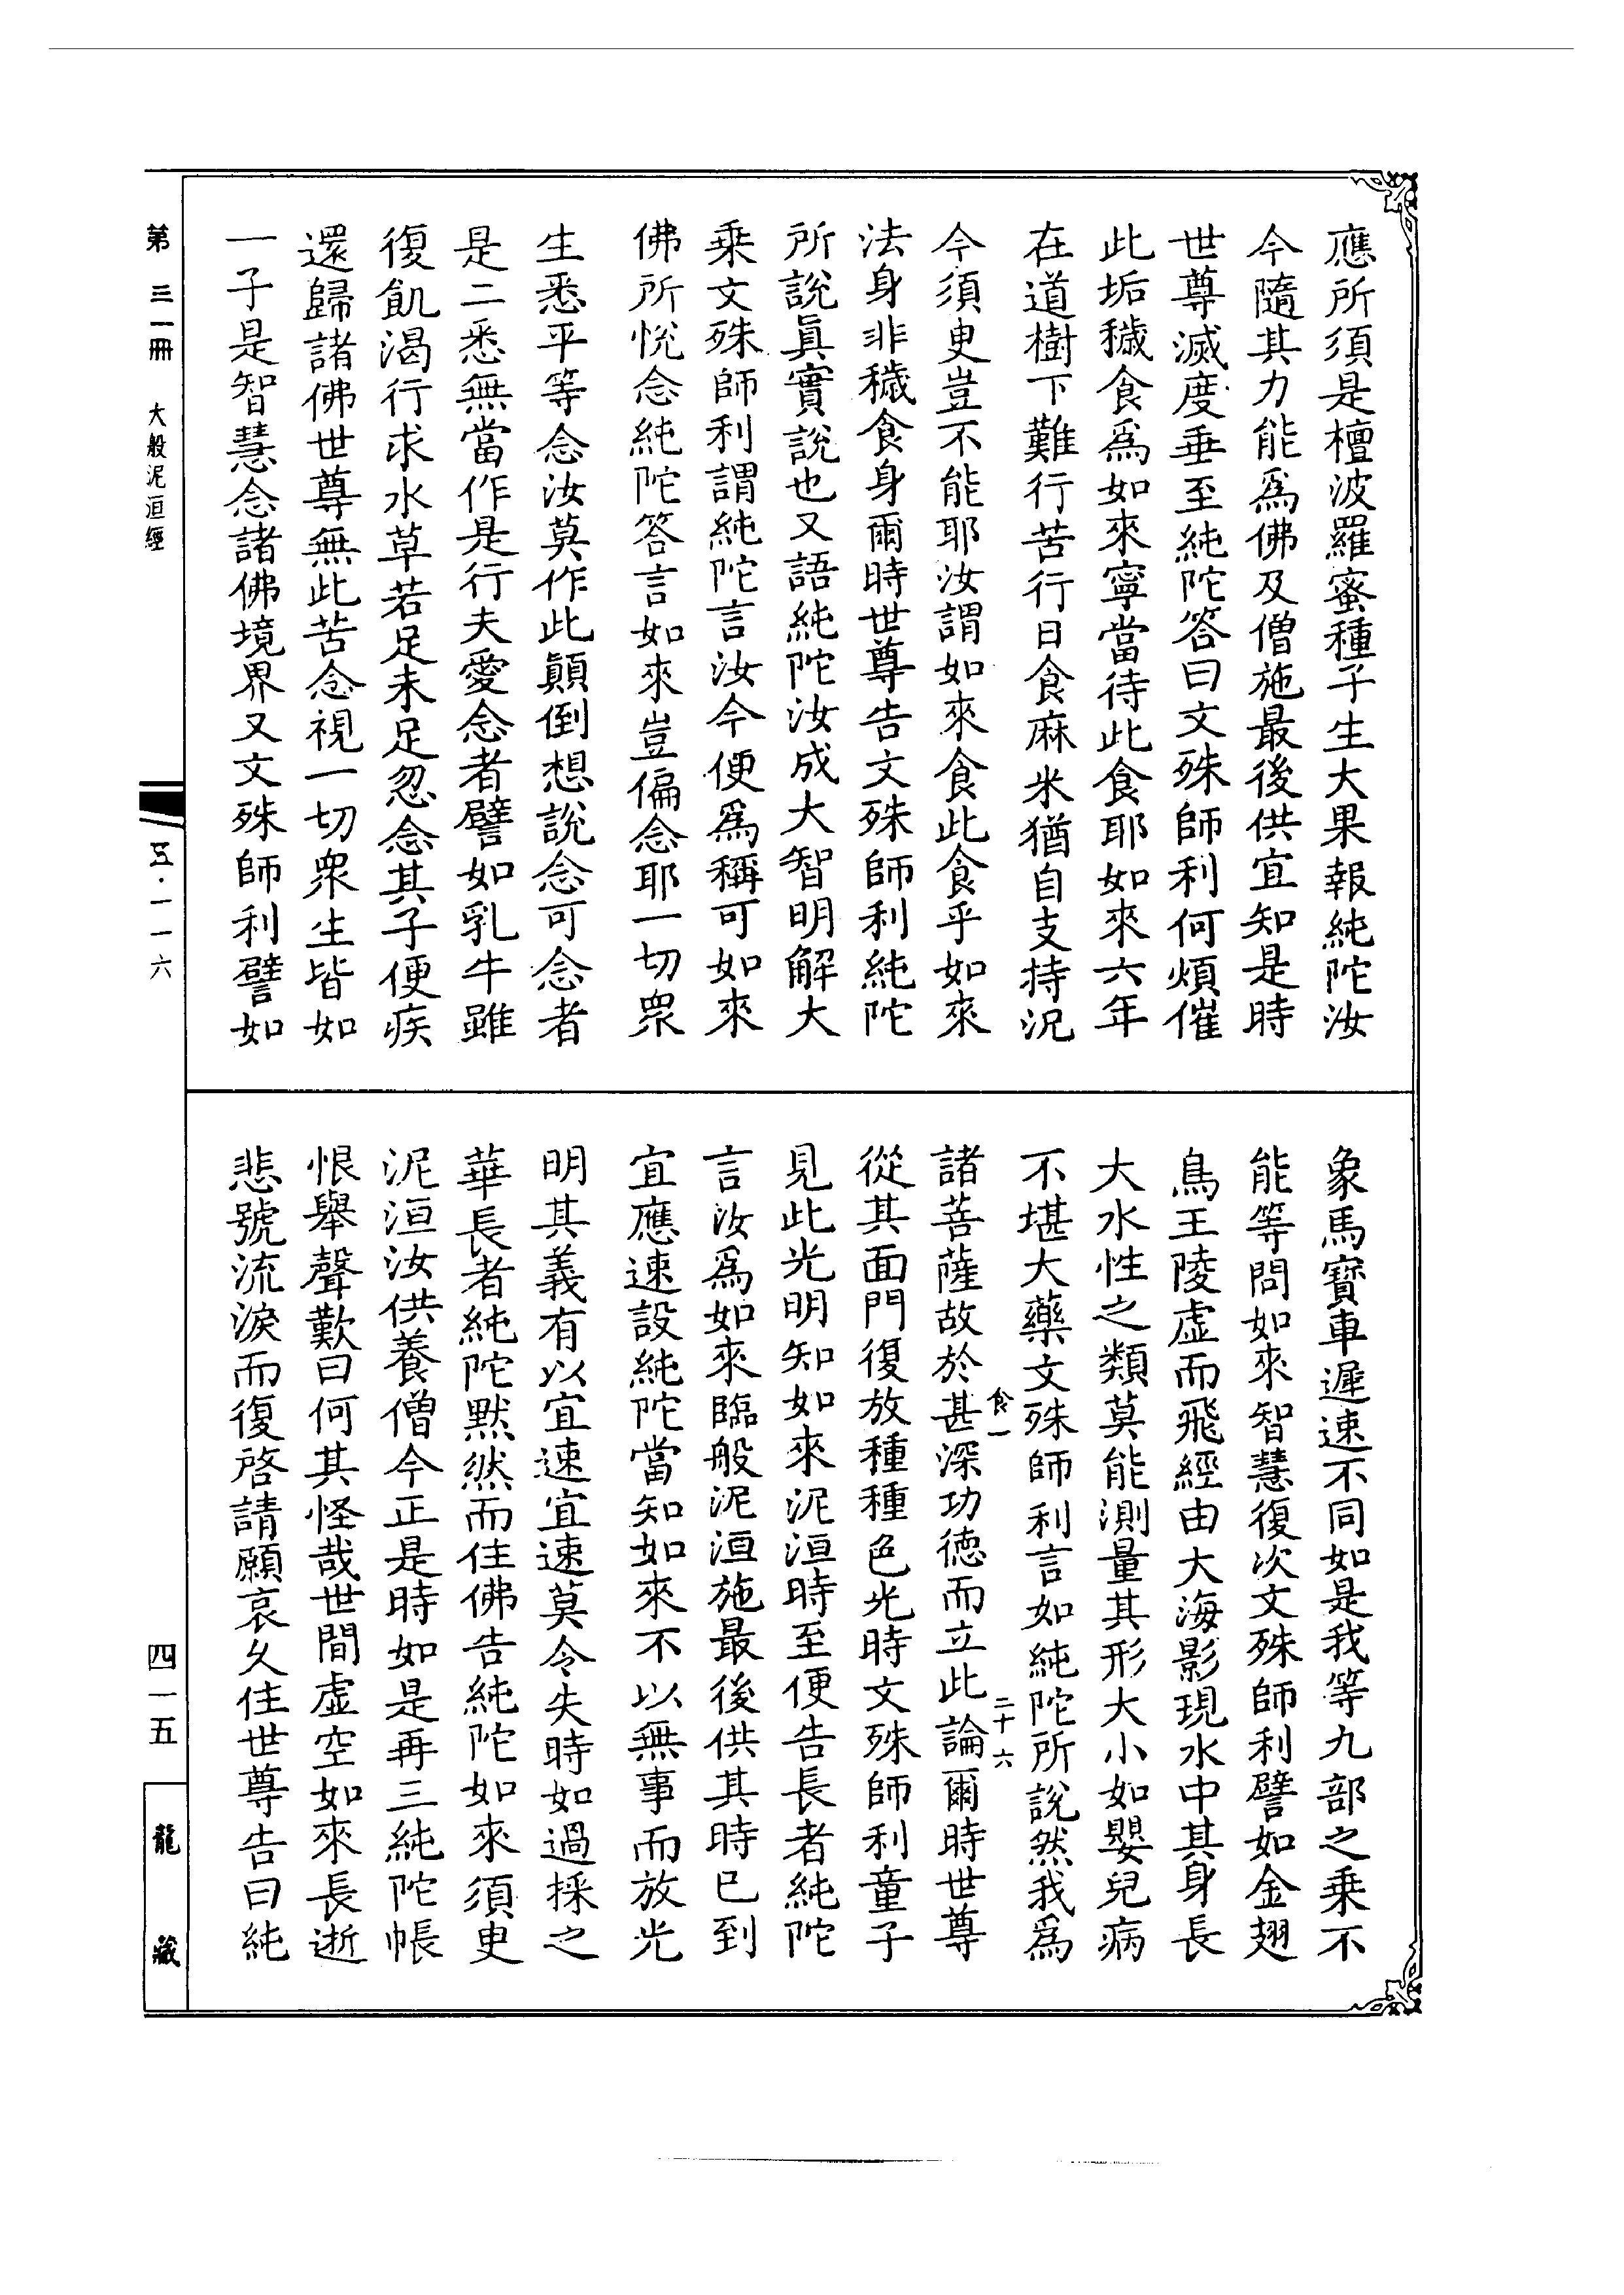 應所須是檀波羅蜜種子生大果報純陀汝
今隨其力能爲佛及僧施最後供宜知是時
世尊滅度垂至純陀答曰文殊師利何煩催
此垢穢食爲如來寧當待此食耶如來六年
在道樹下難行苦行日食麻米猶自支持況
今須臾豈不能耶汝謂如來食此食乎如來
法身非穢食身爾時世尊告文殊師利純陀
所說眞實說也又語純陀汝成大智明解大
乘文殊師利謂純陀言汝今便爲稱可如來
佛所悅念純陀答言如來豈偏念耶一切衆
生悉平等念汝莫作此顚倒想說念可念者
是二悉無當作是行夫愛念者譬如乳牛雖
復飢渴行求水草若足未足忽念其子便疾
還歸諸佛世尊無此苦念視一切衆生皆如
一子是智慧念諸佛境界又文殊師利譬如
象馬寶車遲速不同如是我等九部之乘不
能等問如來智慧復次文殊師利譬如金翅
鳥王陵虛而飛經由大海影現水中其身長
大水性之類莫能測量其形大小如嬰兒病
不堪大藥文殊師利言如純陀所說然我爲
食一 二十六
諸菩薩故於甚深功德而立此論爾時世尊
從其面門復放種種色光時文殊師利童子
見此光明知如來泥洹時至便告長者純陀
言汝爲如來臨般泥洹施最後供其時已到
宜應速設純陀當知如來不以無事而放光
明其義有以宜速宜速莫令失時如過採之
華長者純陀默然而住佛告純陀如來須臾
泥洹汝供養僧今正是時如是再三純陀帳
恨舉聲歎曰何其怪哉世間虛空如來長逝
悲號流淚而復啓請願哀久住世尊告曰純
第三一冊 大般泥洹經
五·一一六
四一五
龍藏